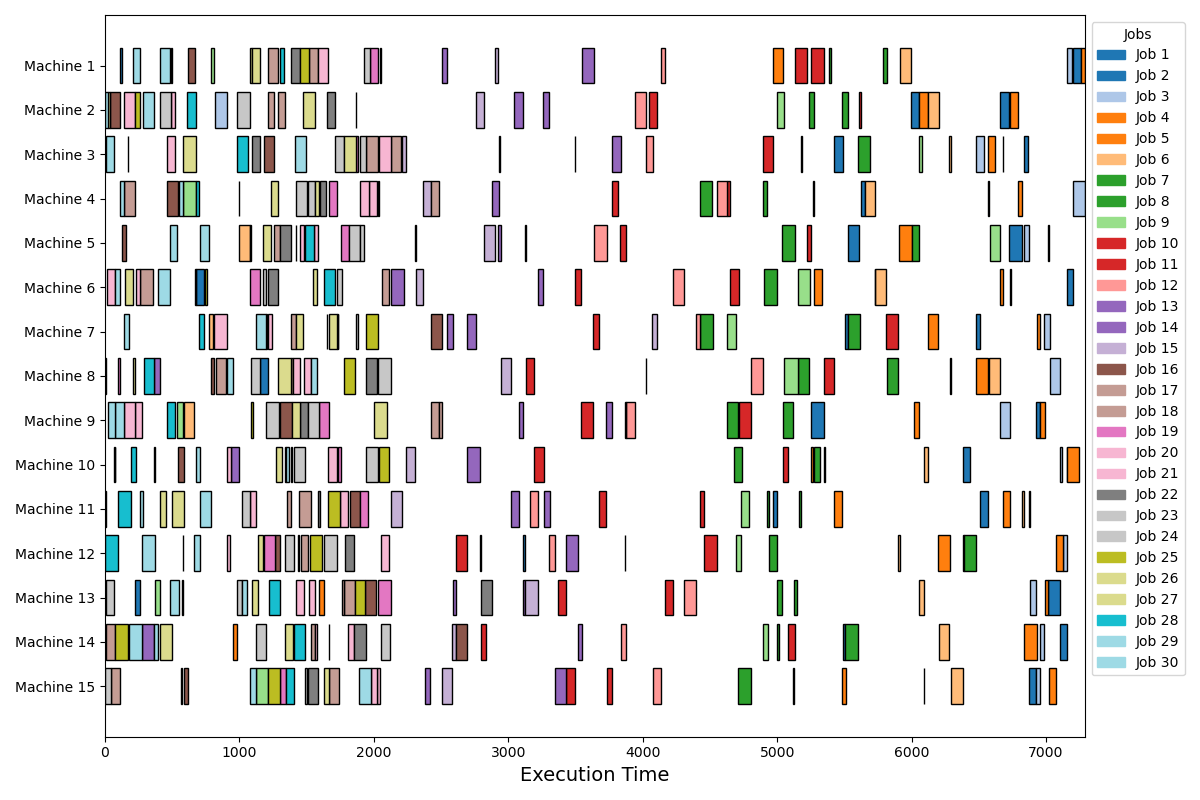 Machine 1
Machine 2
Machine 3
Machine 4
Machine 5
Machine 6
Machine 7
Machine 8
Machine 9
Machine 10
Machine 11
Machine 12
Machine 13
Machine 14
Machine 15
0 1000 2000 3000 4000 5000 6000 7000
Execution Time
Jobs
Job 1
Job 2
Job 3
Job 4
Job 5
Job 6
Job 7
Job 8
Job 9
Job 10
Job 11
Job 12
Job 13
Job 14
Job 15
Job 16
Job 17
Job 18
Job 19
Job 20
Job 21
Job 22
Job 23
Job 24
Job 25
Job 26
Job 27
Job 28
Job 29
Job 30